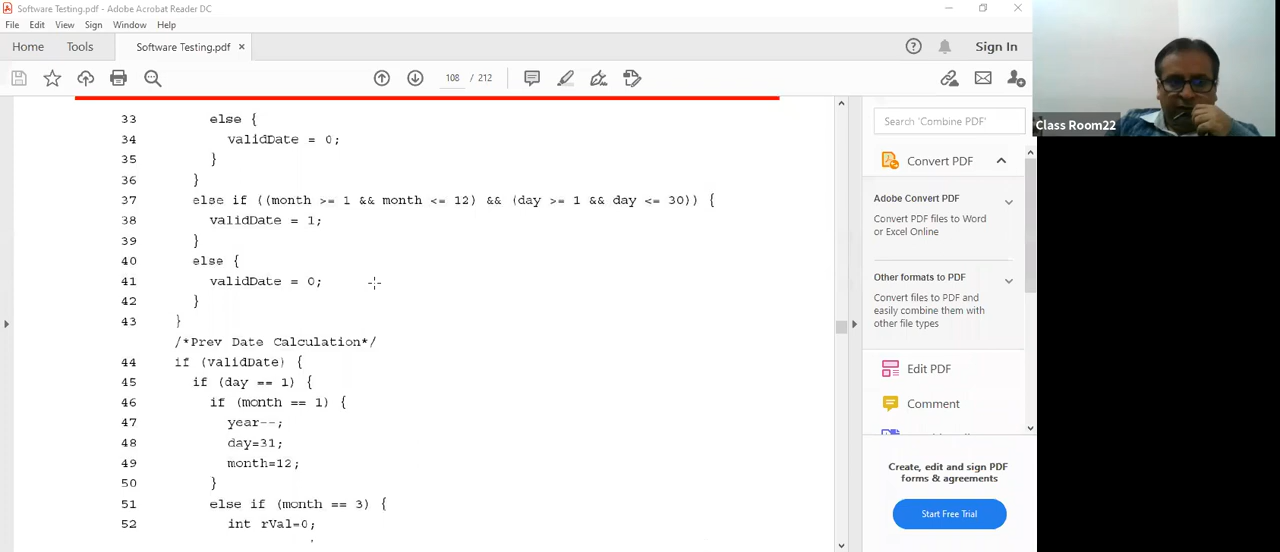 Software Testing.pdf - Adobe Acrobat Reader DC
File Edit View Sign Window Help
Home Tools Software Testing.pdf × Sign In
108 / 212
33 else {
34 validDate = 0;
35 }
36 }
37 else if ((month >= 1 && month <= 12) && (day >= 1 && day <= 30)) {
38 validDate = 1;
39 }
40 else {
41 validDate = 0;
42 }
43 }
/*Prev Date Calculation*/
44 if (validDate) {
45 if (day == 1) {
46 if (month == 1) {
47 year--;
48 day=31;
49 month=12;
50 }
51 else if (month == 3) {
52 int rVal=0;
Search 'Combine PDF'
Convert PDF
Adobe Convert PDF
Convert PDF files to Word
or Excel Online
Other formats to PDF
Convert files to PDF and
easily combine them with
other file types
Edit PDF
Comment
Create, edit and sign PDF
forms & agreements
Start Free Trial
Class Room22